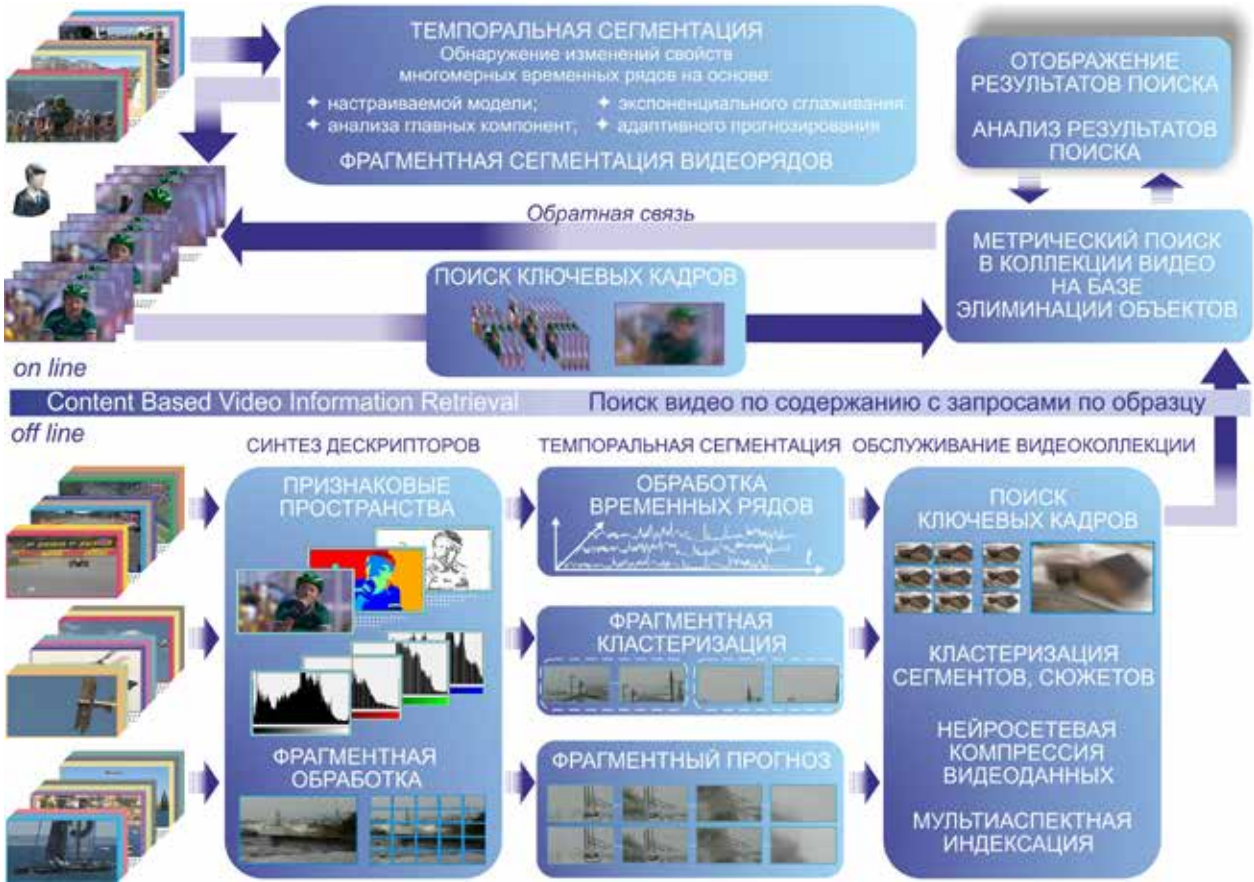 ТЕМПОРАЛЬНАЯ СЕГМЕНТАЦИЯ
Обнаружение изменений свойств
многомерных временных рядов на основе:
✦ настраиваемой модели;
✦ экспоненциального сглаживания
✦ анализа главных компонент;
✦ адаптивного прогнозирования
ФРАГМЕНТНАЯ СЕГМЕНТАЦИЯ ВИДЕОРЯДОВ
ОТОБРАЖЕНИЕ
РЕЗУЛЬТАТОВ ПОИСКА
АНАЛИЗ РЕЗУЛЬТАТОВ
ПОИСКА
Обратная связь
МЕТРИЧЕСКИЙ ПОИСК
В КОЛЛЕКЦИИ ВИДЕО
НА БАЗЕ
ЭЛИМИНАЦИИ ОБЪЕКТОВ
ПОИСК КЛЮЧЕВЫХ КАДРОВ
on line
Content Based Video Information Retrieval
Поиск видео по содержанию с запросами по образцу
off line
СИНТЕЗ ДЕСКРИПТОРОВ
ТЕМПОРАЛЬНАЯ СЕГМЕНТАЦИЯ
ОБСЛУЖИВАНИЕ ВИДЕОКОЛЛЕКЦИИ
ПРИЗНАКОВЫЕ
ПРОСТРАНСТВА
ФРАГМЕНТНАЯ
ОБРАБОТКА
ОБРАБОТКА
ВРЕМЕННЫХ РЯДОВ
t
ФРАГМЕНТНАЯ
КЛАСТЕРИЗАЦИЯ
ФРАГМЕНТНЫЙ ПРОГНОЗ
ПОИСК
КЛЮЧЕВЫХ КАДРОВ
КЛАСТЕРИЗАЦИЯ
СЕГМЕНТОВ, СЮЖЕТОВ
НЕЙРОСЕТЕВАЯ
КОМПРЕССИЯ
ВИДЕОДАННЫХ
МУЛЬТИАСПЕКТНАЯ
ИНДЕКСАЦИЯ